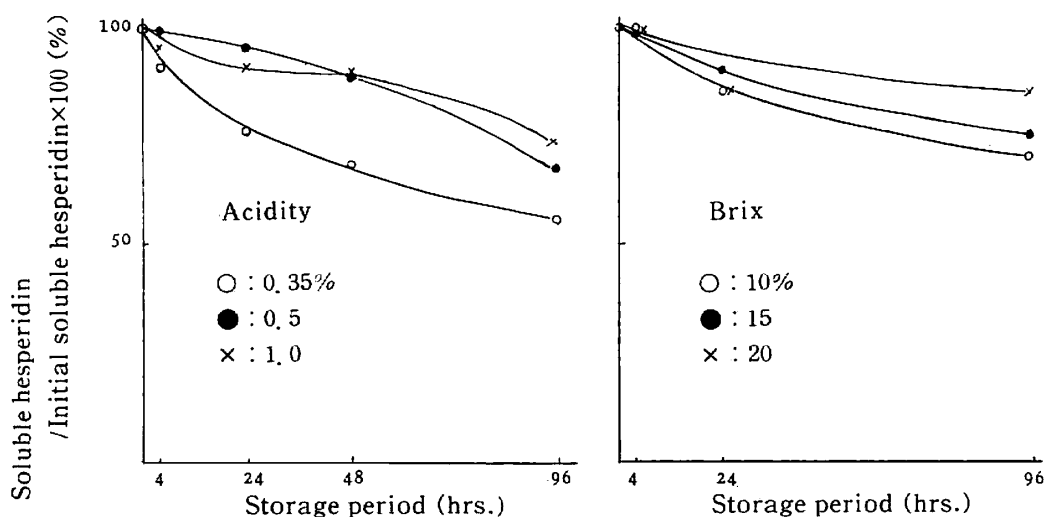 Soluble hesperidin
/Initial soluble hesperidin×100 (%)
100
50
Acidity
○ : 0.35%
● : 0.5
× : 1.0
4 24 48 96
Storage period (hrs.)
Brix
○ : 10%
● : 15
× : 20
4 24 96
Storage period (hrs.)